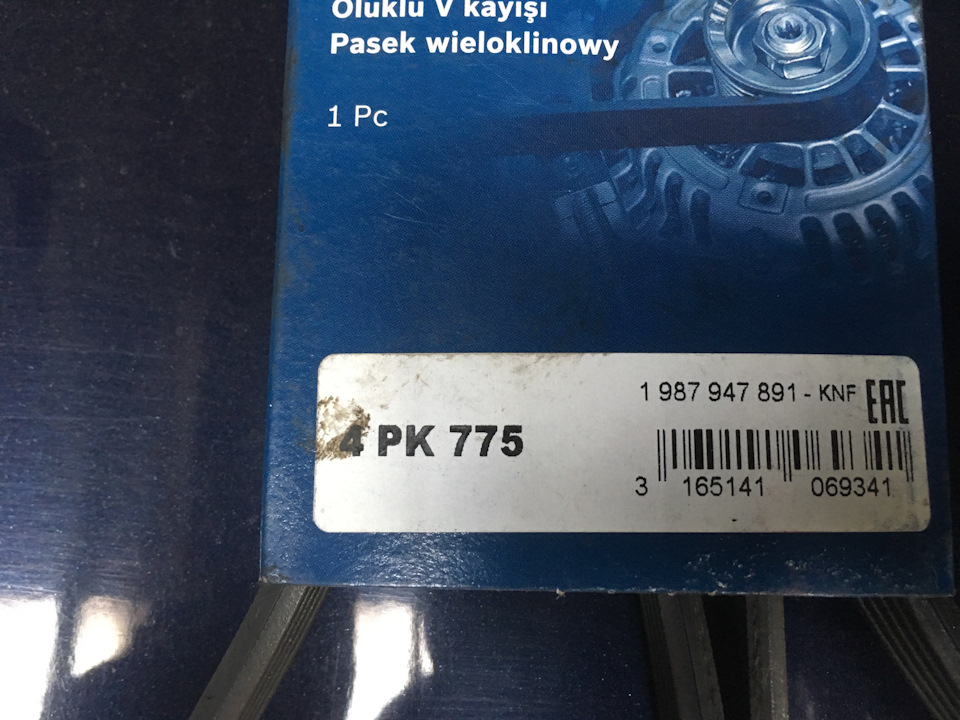 Oluklu V kayışı
Pasek wieloklinowy
1 Pc
1 987 947 891 - KNF EAC
4 PK 775
3 165141 069341